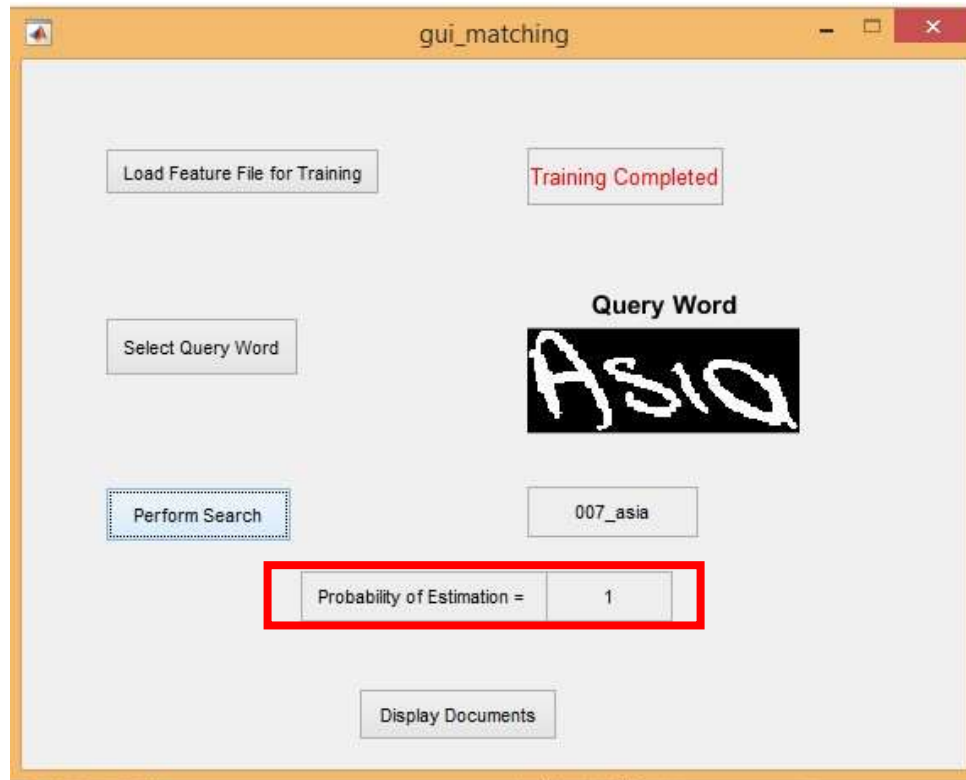 gui_matching
Load Feature File for Training
Training Completed
Query Word
Select Query Word
Asia
Perform Search
007_asia
Probability of Estimation =
1
Display Documents